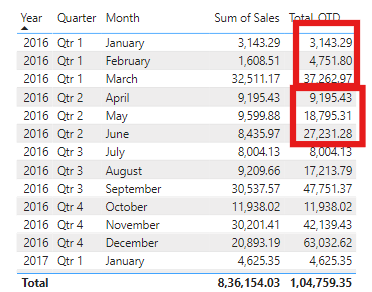 Year Quarter Month Sum of Sales Total QTD
2016 Qtr 1 January 3,143.29 3,143.29
2016 Qtr 1 February 1,608.51 4,751.80
2016 Qtr 1 March 32,511.17 37,262.97
2016 Qtr 2 April 9,195.43 9,195.43
2016 Qtr 2 May 9,599.88 18,795.31
2016 Qtr 2 June 8,435.97 27,231.28
2016 Qtr 3 July 8,004.13 8,004.13
2016 Qtr 3 August 9,209.66 17,213.79
2016 Qtr 3 September 30,537.57 47,751.37
2016 Qtr 4 October 11,938.02 11,938.02
2016 Qtr 4 November 30,201.41 42,139.43
2016 Qtr 4 December 20,893.19 63,032.62
2017 Qtr 1 January 4,625.35 4,625.35
Total 8,36,154.03 1,04,759.35